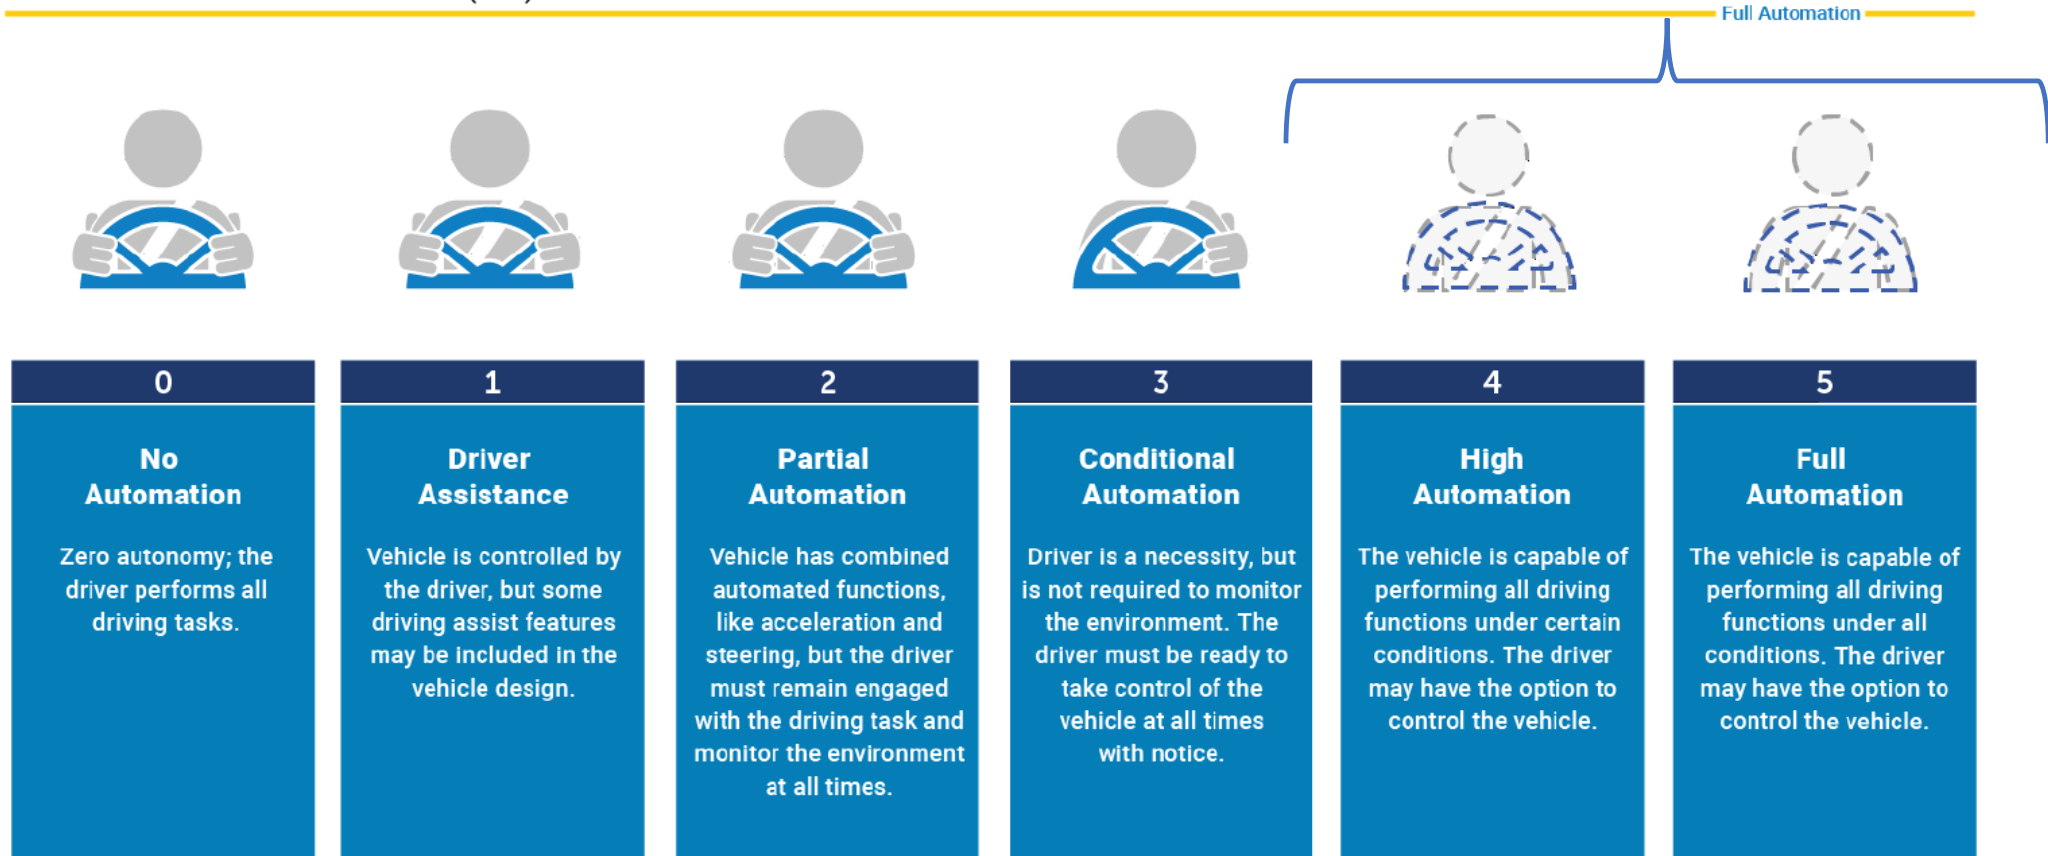 Full Automation
0
No
Automation
Zero autonomy; the
driver performs all
driving tasks.
1
Driver
Assistance
Vehicle is controlled by
the driver, but some
driving assist features
may be included in the
vehicle design.
2
Partial
Automation
Vehicle has combined
automated functions,
like acceleration and
steering, but the driver
must remain engaged
with the driving task and
monitor the environment
at all times.
3
Conditional
Automation
Driver is a necessity, but
is not required to monitor
the environment. The
driver must be ready to
take control of the
vehicle at all times
with notice.
4
High
Automation
The vehicle is capable of
performing all driving
functions under certain
conditions. The driver
may have the option to
control the vehicle.
5
Full
Automation
The vehicle is capable of
performing all driving
functions under all
conditions. The driver
may have the option to
control the vehicle.